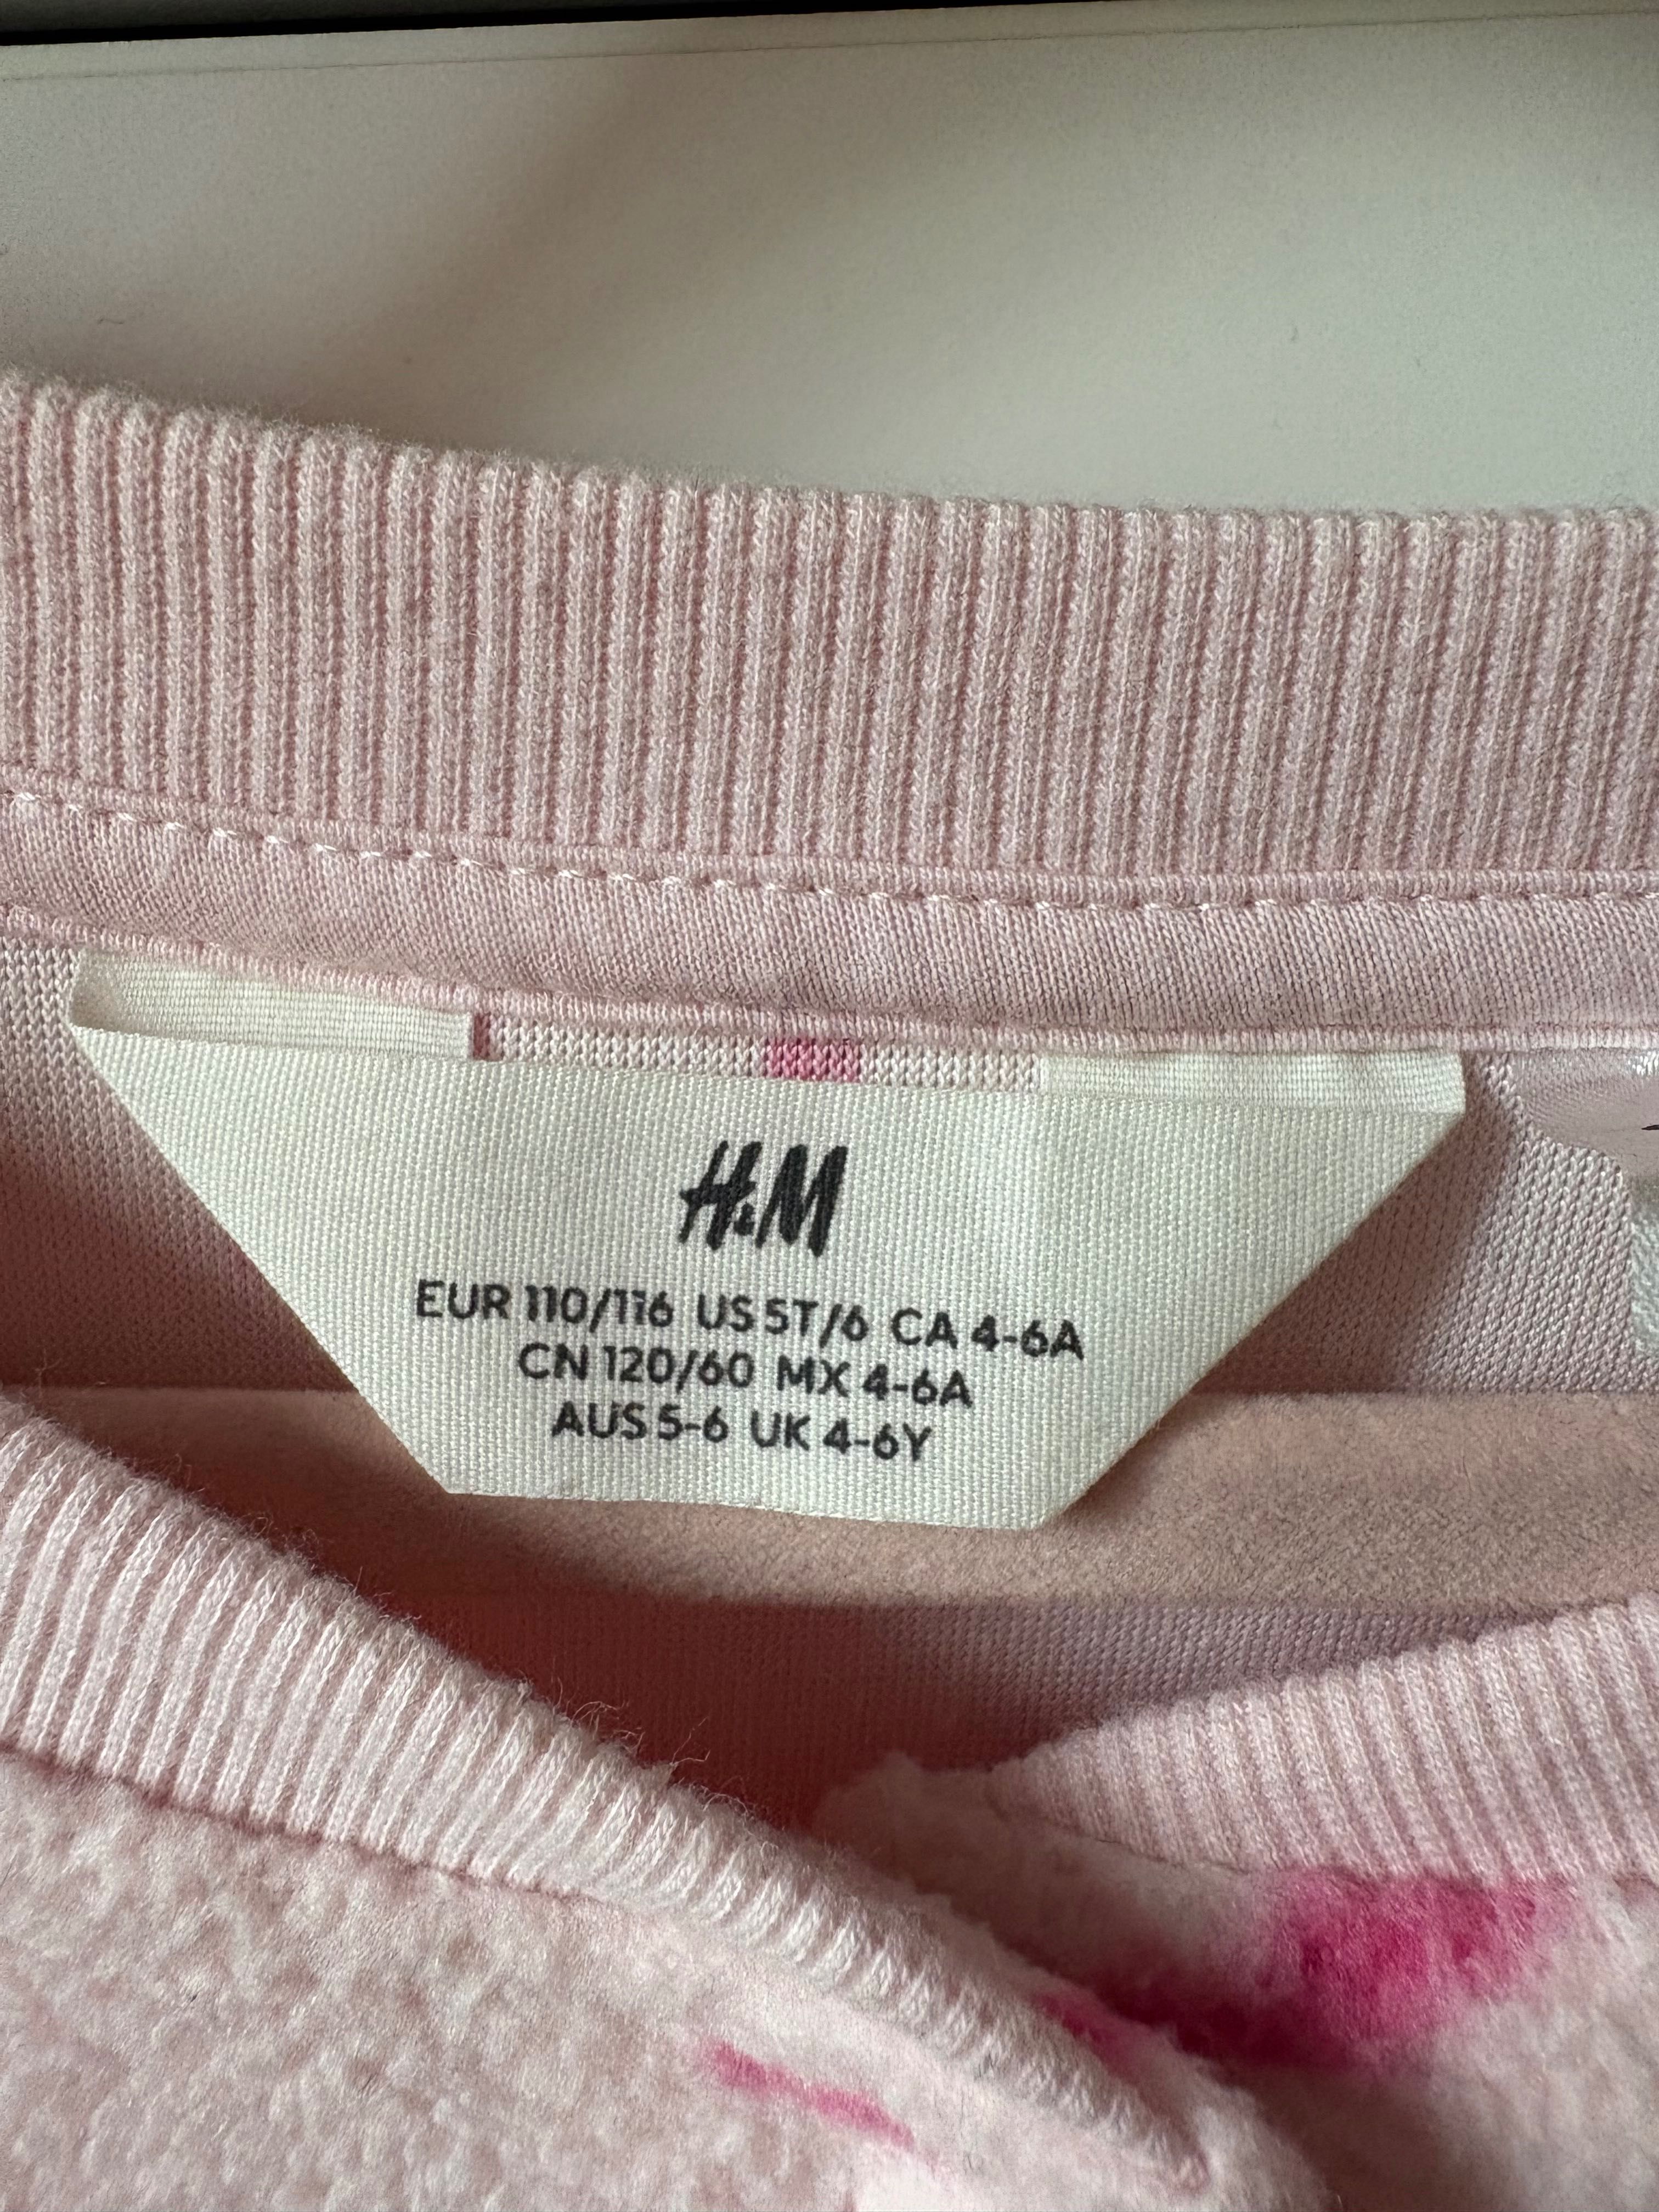 H&M
EUR 110/116 US 5T/6 CA 4-6A
CN 120/60 MX 4-6A
AUS 5-6 UK 4-6Y